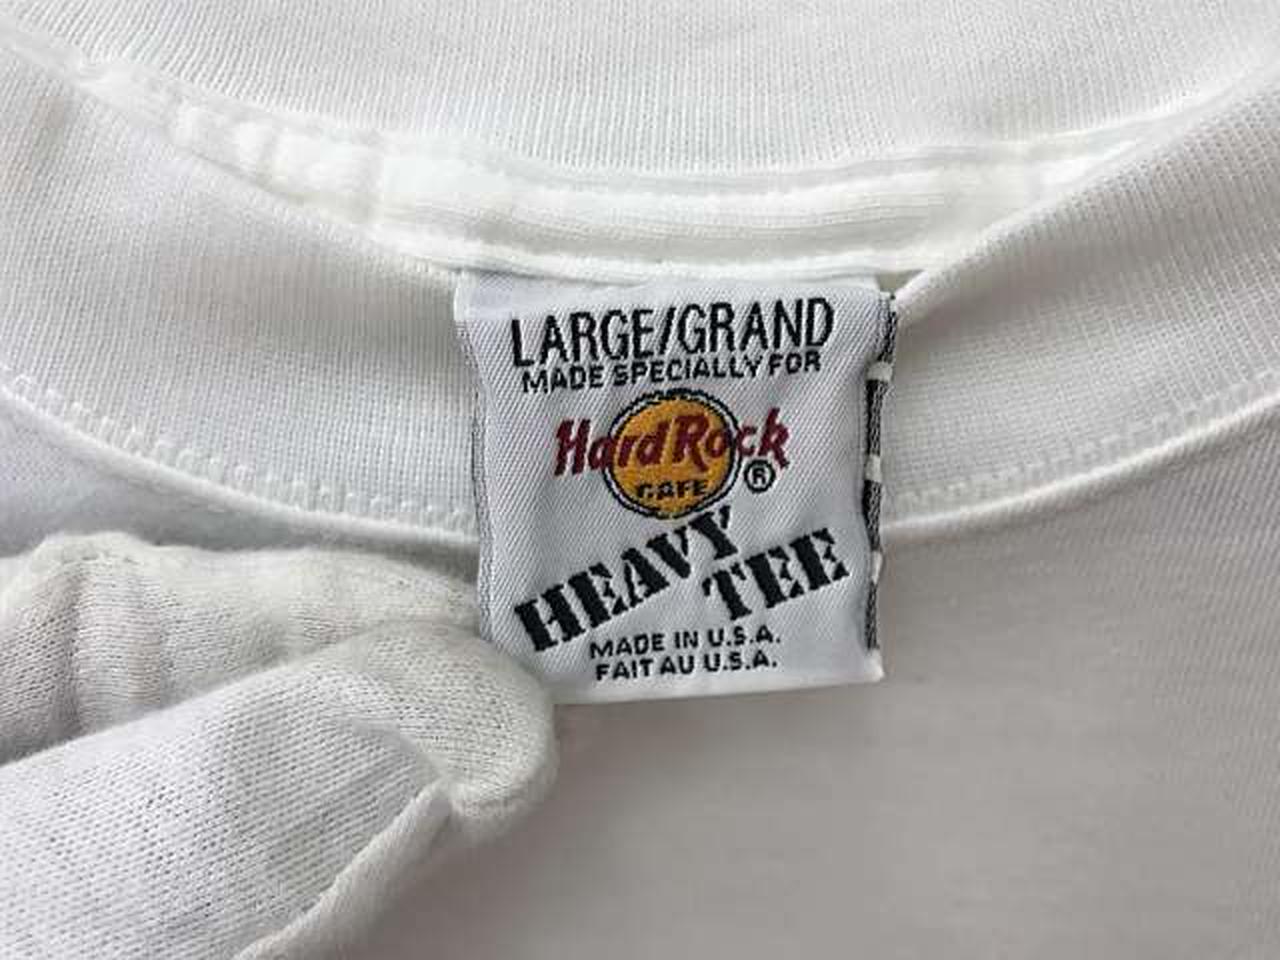 LARGE/GRAND
MADE SPECIALLY FOR
Hard Rock
®
CAFE
HEAVY
TEE
MADE IN U.S.A.
FAIT AU U.S.A.